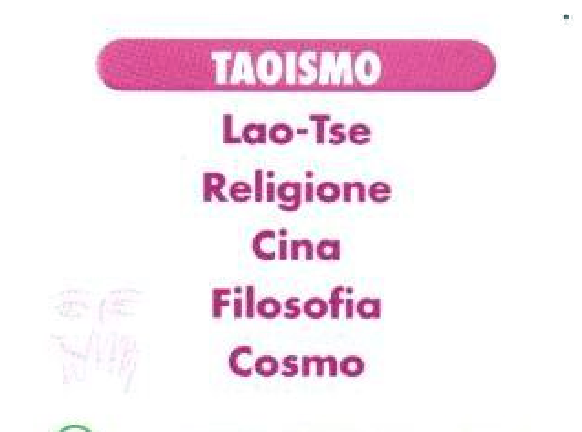 TAOISMO
Lao-Tse
Religione
Cina
Filosofia
Cosmo